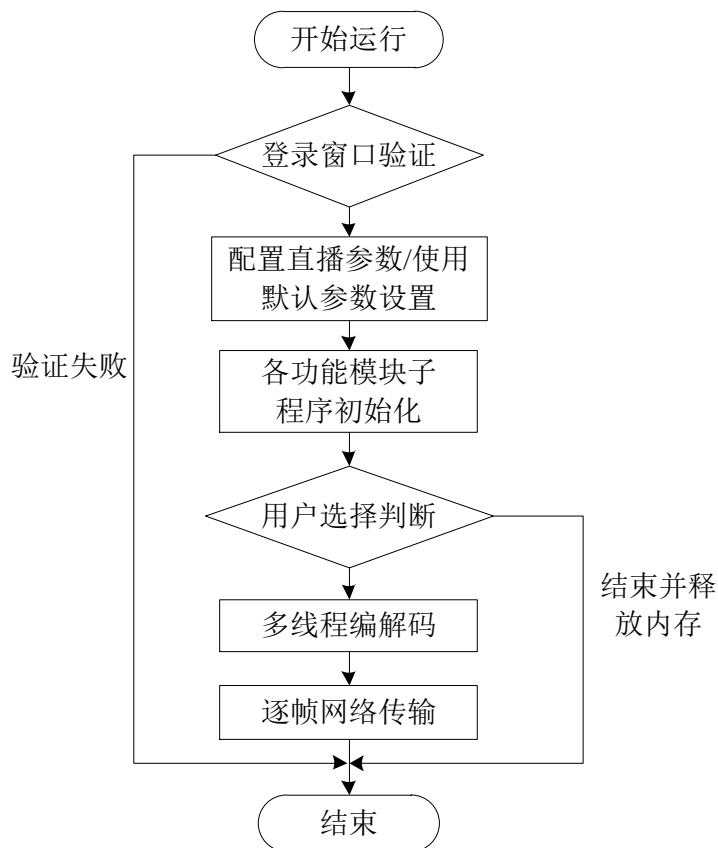 开始运行
登录窗口验证
配置直播参数/使用
默认参数设置
验证失败
各功能模块子
程序初始化
用户选择判断
结束并释
放内存
多线程编解码
逐帧网络传输
结束